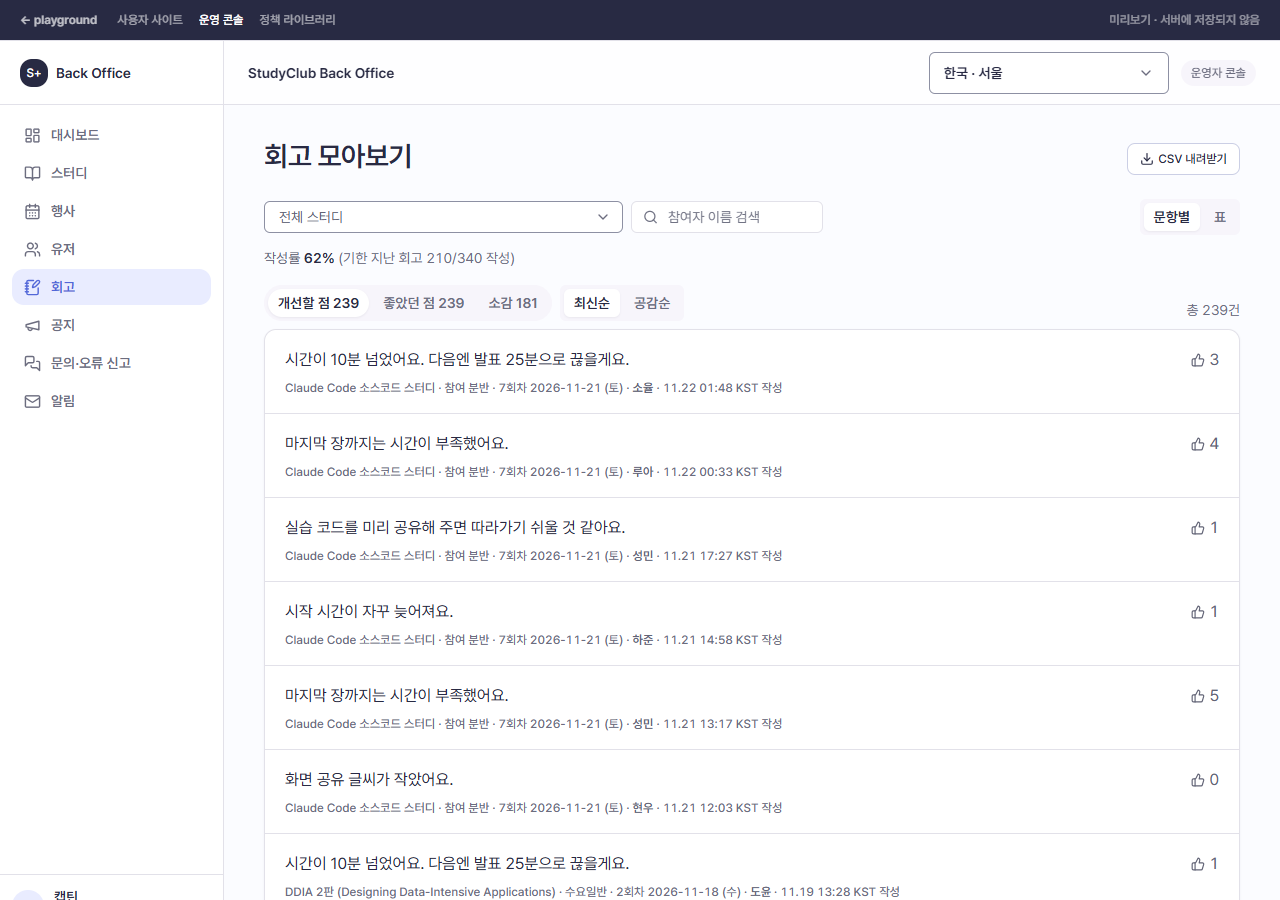 ← playground 사용자 사이트 운영 콘솔 정책 라이브러리 미리보기 · 서버에 저장되지 않음
S+ Back Office
StudyClub Back Office
한국 · 서울
운영자 콘솔
대시보드
스터디
행사
유저
회고
공지
문의·오류 신고
알림
캡틴
회고 모아보기
CSV 내려받기
전체 스터디
참여자 이름 검색
문항별 표
작성률 62% (기한 지난 회고 210/340 작성)
개선할 점 239 좋았던 점 239 소감 181 최신순 공감순
총 239건
시간이 10분 넘었어요. 다음엔 발표 25분으로 끊을게요. 3
Claude Code 소스코드 스터디 · 참여 분반 · 7회차 2026-11-21 (토) · 소율 · 11.22 01:48 KST 작성
마지막 장까지는 시간이 부족했어요. 4
Claude Code 소스코드 스터디 · 참여 분반 · 7회차 2026-11-21 (토) · 루아 · 11.22 00:33 KST 작성
실습 코드를 미리 공유해 주면 따라가기 쉬울 것 같아요. 1
Claude Code 소스코드 스터디 · 참여 분반 · 7회차 2026-11-21 (토) · 성민 · 11.21 17:27 KST 작성
시작 시간이 자꾸 늦어져요. 1
Claude Code 소스코드 스터디 · 참여 분반 · 7회차 2026-11-21 (토) · 하준 · 11.21 14:58 KST 작성
마지막 장까지는 시간이 부족했어요. 5
Claude Code 소스코드 스터디 · 참여 분반 · 7회차 2026-11-21 (토) · 성민 · 11.21 13:17 KST 작성
화면 공유 글씨가 작았어요. 0
Claude Code 소스코드 스터디 · 참여 분반 · 7회차 2026-11-21 (토) · 현우 · 11.21 12:03 KST 작성
시간이 10분 넘었어요. 다음엔 발표 25분으로 끊을게요. 1
DDIA 2판 (Designing Data-Intensive Applications) · 수요일반 · 2회차 2026-11-18 (수) · 도윤 · 11.19 13:28 KST 작성